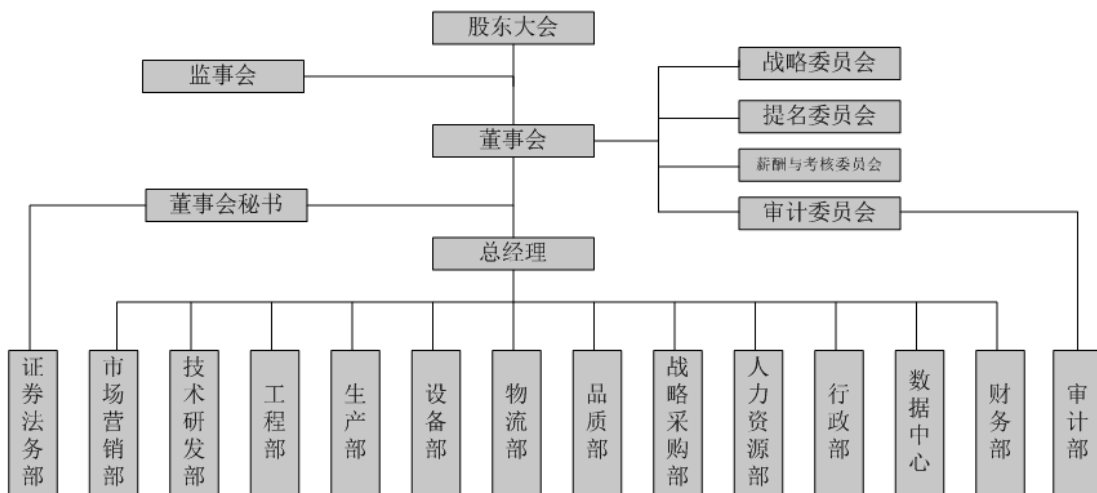 股东大会
监事会
战略委员会
提名委员会
董事会
薪酬与考核委员会
董事会秘书
审计委员会
总经理
证券法务部
市场营销部
技术研发部
工程部
生产部
设备部
物流部
品质部
战略采购部
人力资源部
行政部
数据中心
财务部
审计部